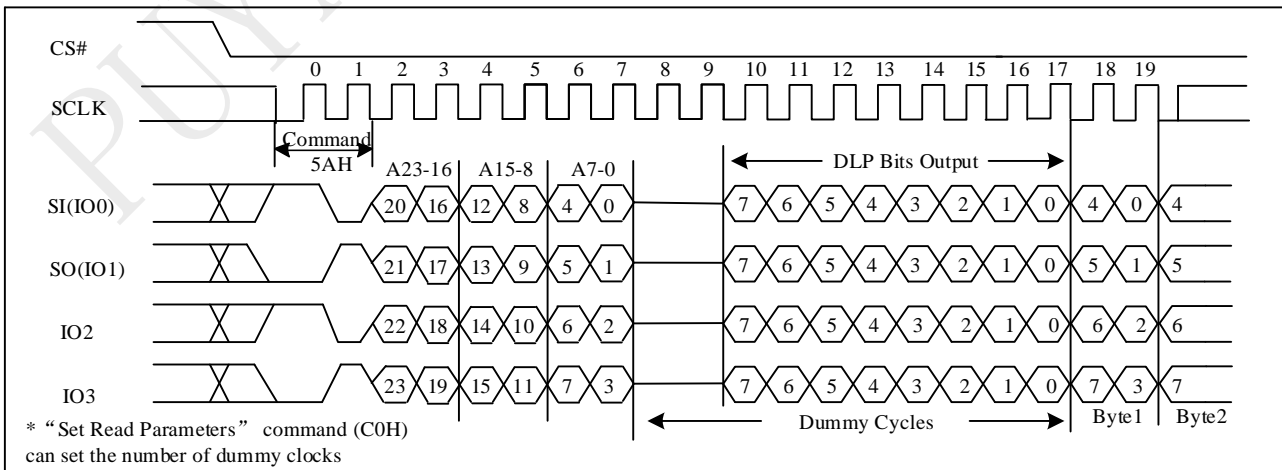 PUY
CS#
0 1 2 3 4 5 6 7 8 9 10 11 12 13 14 15 16 17 18 19
SCLK
Command
5AH
A23-16 A15-8 A7-0 DLP Bits Output
SI(IO0) 20 16 12 8 4 0 7 6 5 4 3 2 1 0 4 0 4
SO(IO1) 21 17 13 9 5 1 7 6 5 4 3 2 1 0 5 1 5
IO2 22 18 14 10 6 2 7 6 5 4 3 2 1 0 6 2 6
IO3 23 19 15 11 7 3 7 6 5 4 3 2 1 0 7 3 7
Dummy Cycles Byte1 Byte2
* “Set Read Parameters” command (C0H)
can set the number of dummy clocks